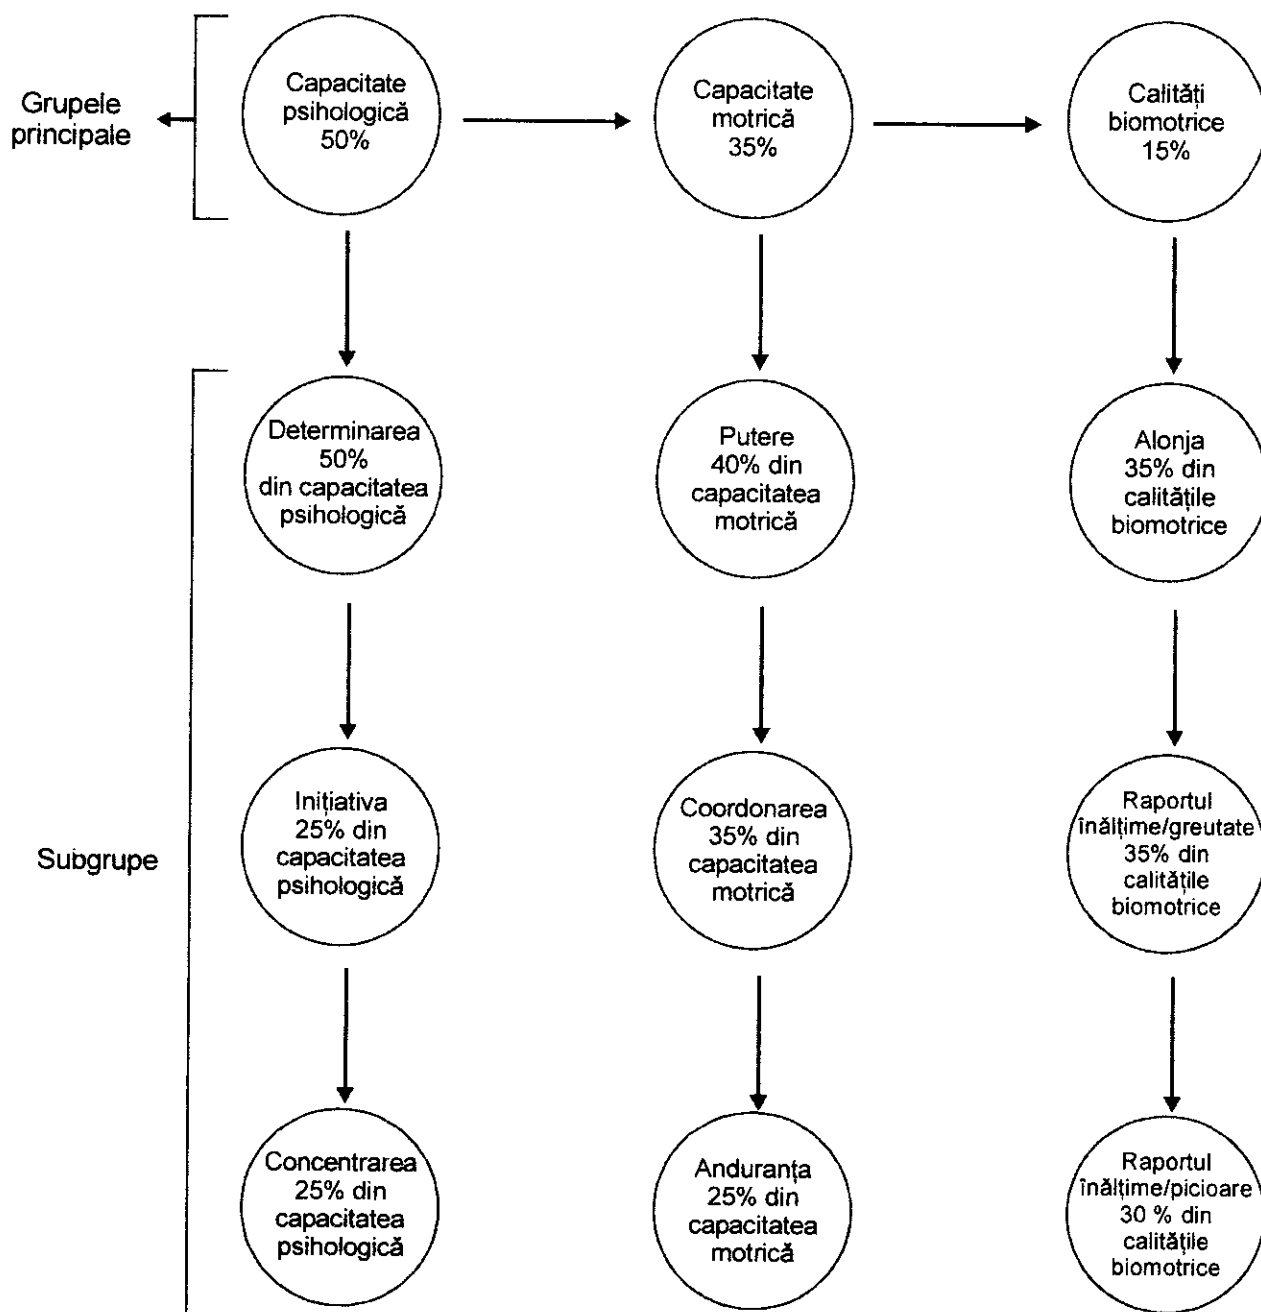 Grupele
principale
Capacitate
psihologică
50%
Capacitate
motrică
35%
Calități
biomotrice
15%
Subgrupe
Determinarea
50%
din capacitatea
psihologică
Putere
40% din
capacitatea
motrică
Alonja
35% din
calitățile
biomotrice
Inițiativa
25% din
capacitatea
psihologică
Coordonarea
35% din
capacitatea
motrică
Raportul
înălțime/greutate
35% din
calitățile
biomotrice
Concentrarea
25% din
capacitatea
psihologică
Anduranța
25% din
capacitatea
motrică
Raportul
înălțime/picioare
30 % din
calitățile
biomotrice